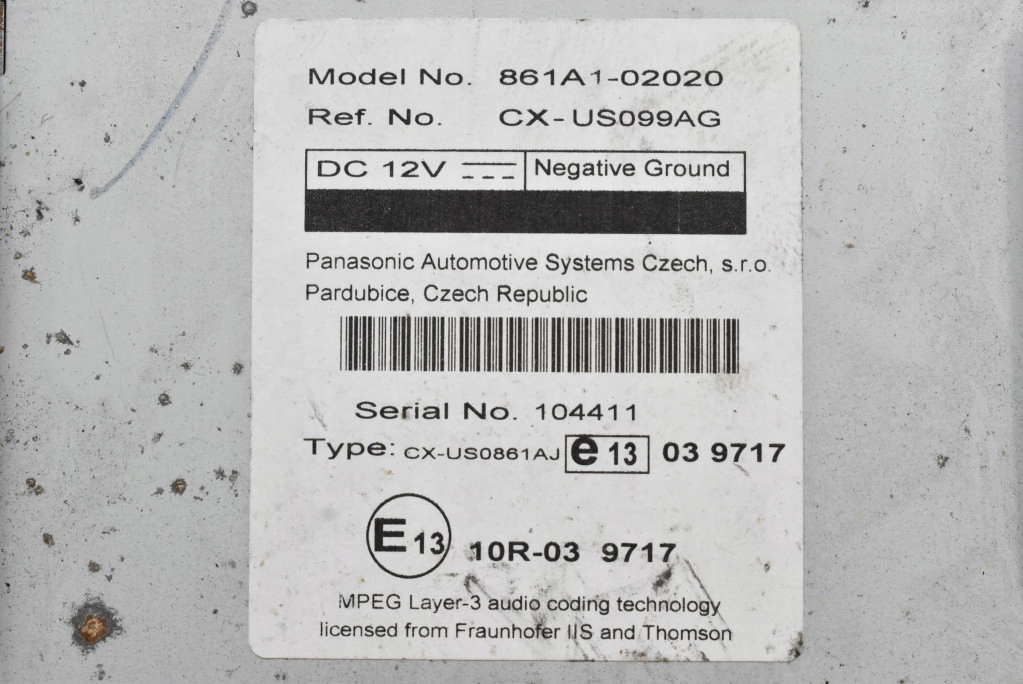 Model No. 861A1-02020
Ref. No. CX-US099AG
DC 12V Negative Ground
Panasonic Automotive Systems Czech, s.r.o.
Pardubice, Czech Republic
Serial No. 104411
Type: CX-US0861AJ e 13 03 9717
E 13 10R-03 9717
MPEG Layer-3 audio coding technology
licensed from Fraunhofer IIS and Thomson